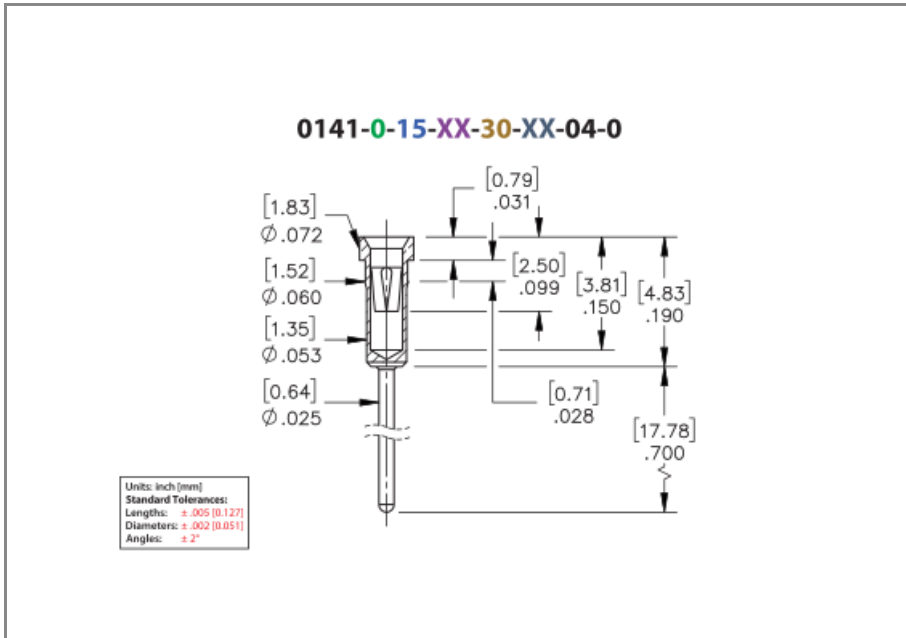 0141-0-15-XX-30-XX-04-0
[0.79]
.031
[1.83]
Ø.072
[2.50]
.099
[3.81]
.150
[4.83]
.190
[1.52]
Ø.060
[1.35]
Ø.053
[0.64]
Ø.025
[0.71]
.028
[17.78]
.700
Units: inch [mm]
Standard Tolerances:
Lengths: ± .005 [0.127]
Diameters: ± .002 [0.051]
Angles: ± 2°